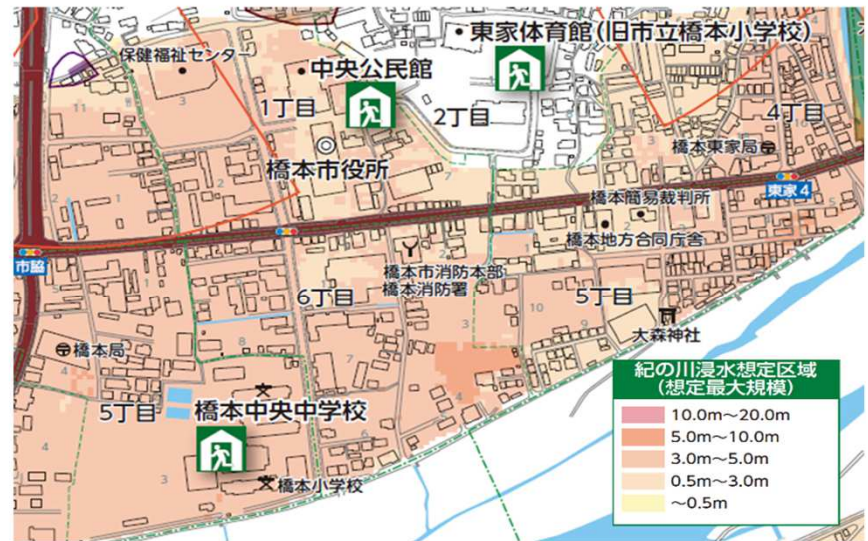 東家体育館(旧市立橋本小学校)
保健福祉センター
中央公民館
1丁目
2丁目
4丁目
橋本市役所
橋本東家局
東家4
橋本簡易裁判所
橋本地方合同庁舎
市脇
橋本市消防本部
橋本消防署
6丁目
5丁目
大森神社
橋本局
5丁目
橋本中央中学校
橋本小学校
紀の川浸水想定区域
(想定最大規模)
10.0m～20.0m
5.0m～10.0m
3.0m～5.0m
0.5m～3.0m
～0.5m